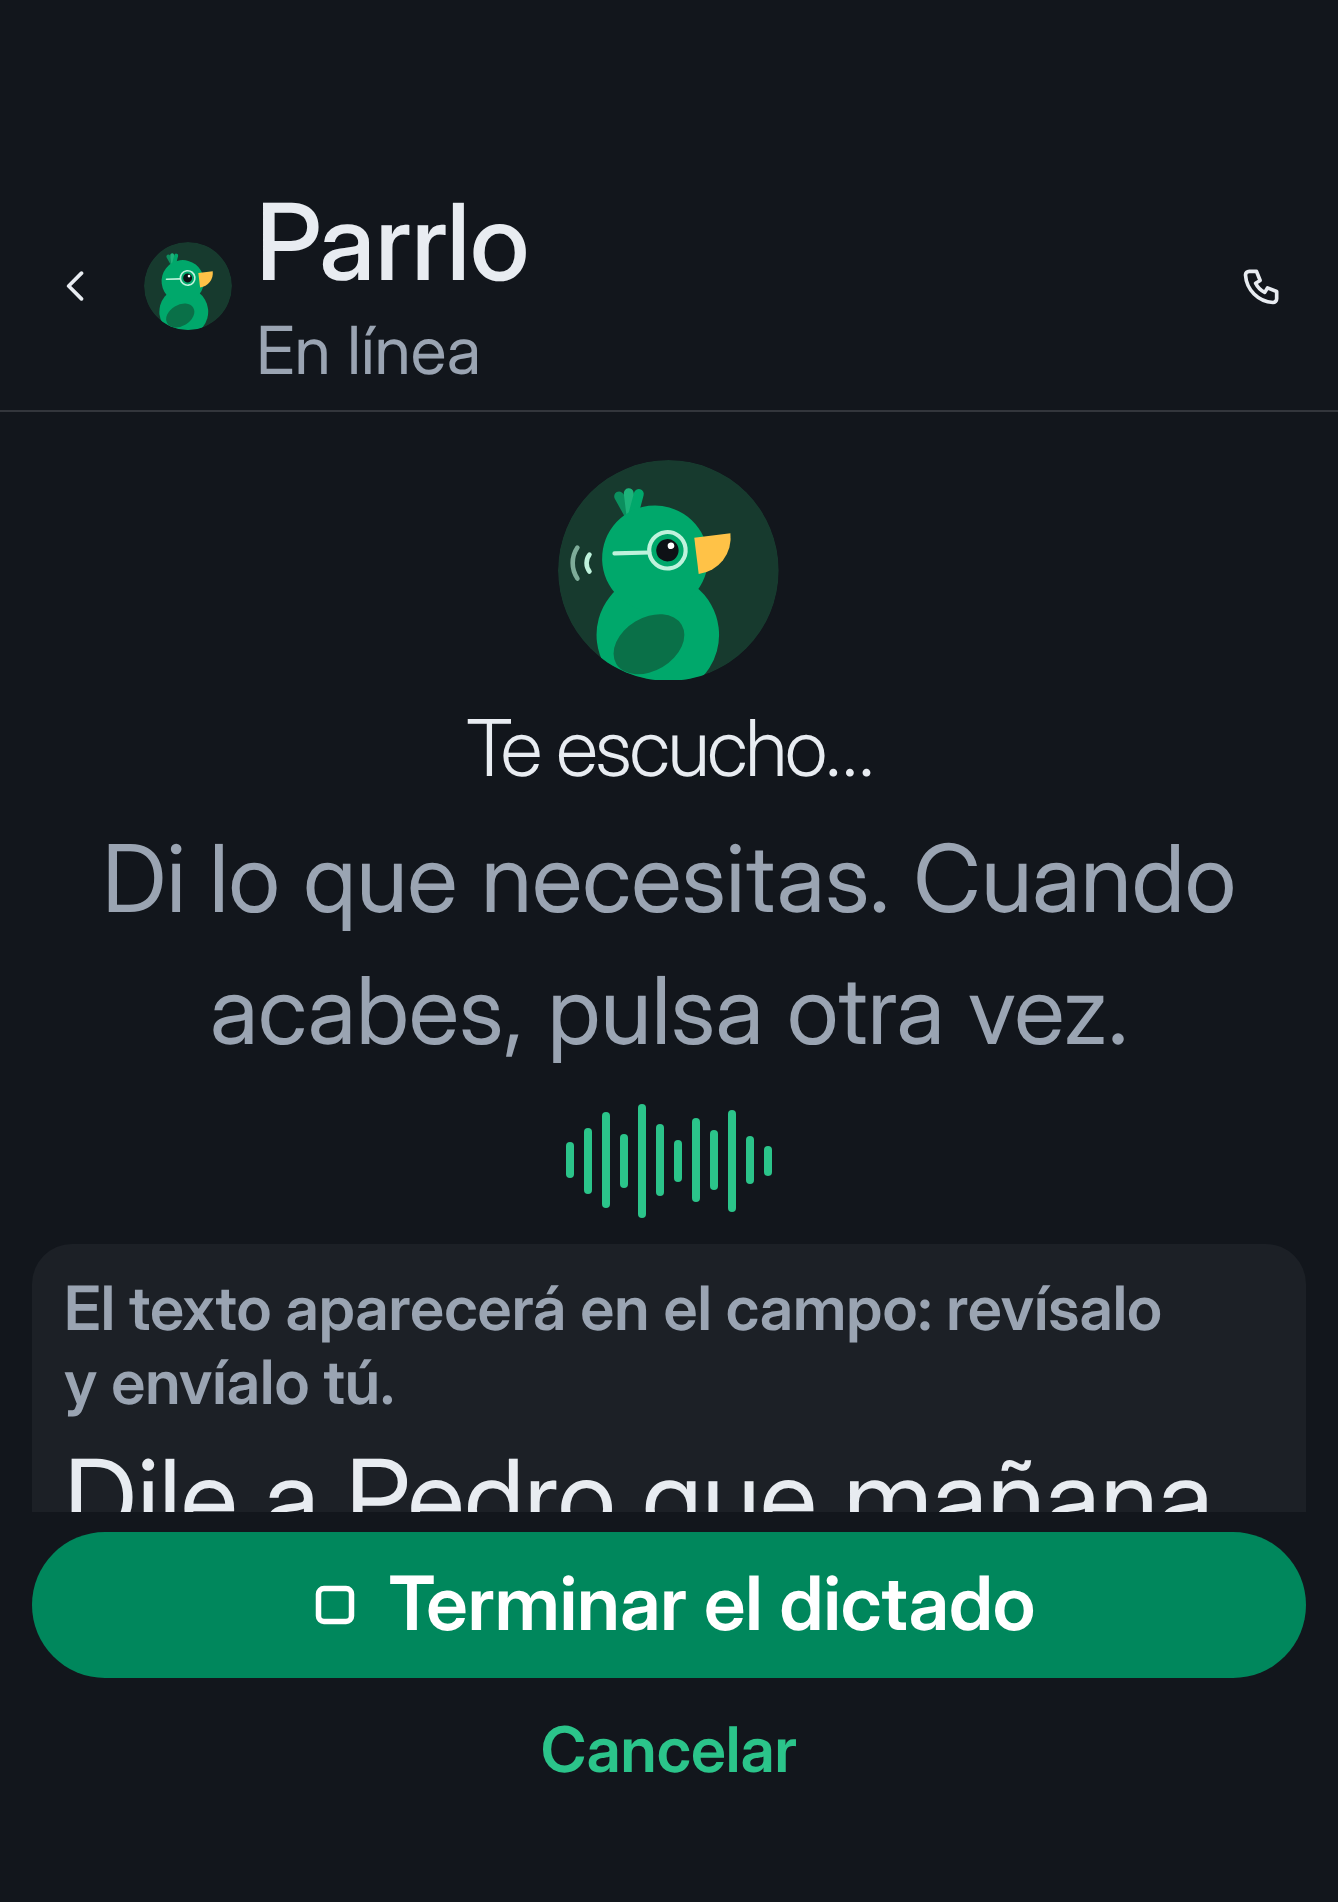 Parrlo
En línea
Te escucho...
Di lo que necesitas. Cuando
acabes, pulsa otra vez.
El texto aparecerá en el campo: revísalo
y envíalo tú.
Dile a Pedro que mañana
Terminar el dictado
Cancelar